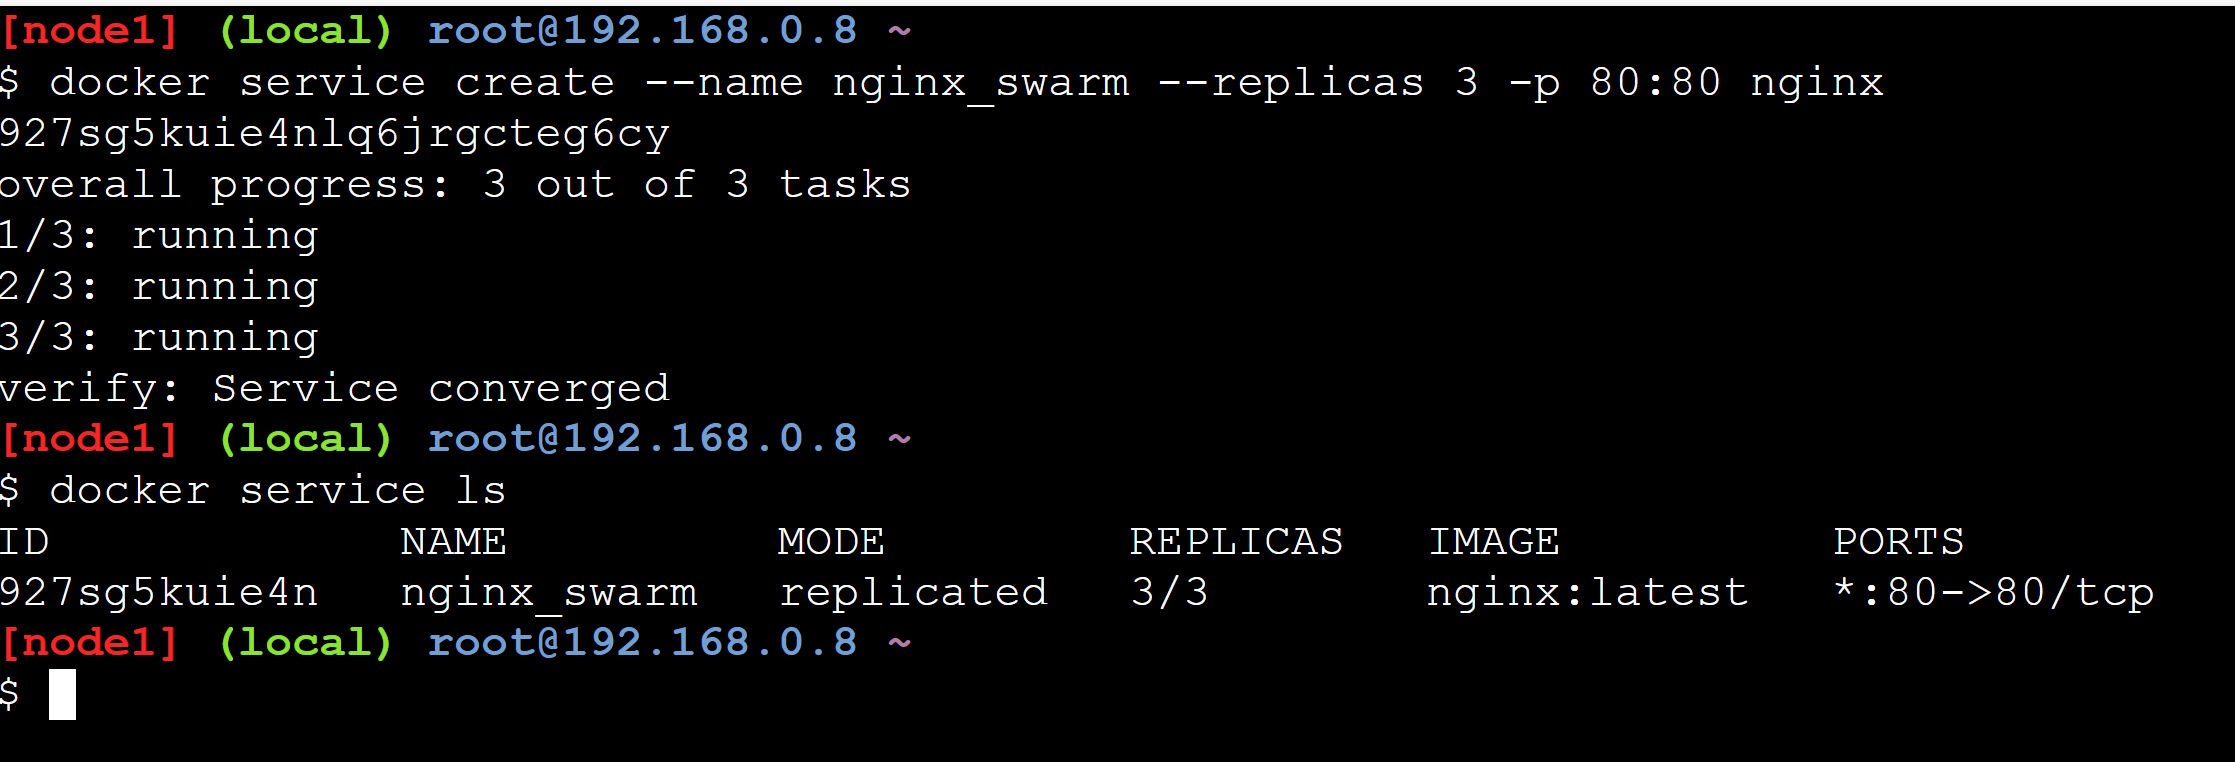 [node1] (local) root@192.168.0.8 ~
$ docker service create --name nginx_swarm --replicas 3 -p 80:80 nginx
927sg5kuie4nlq6jrgcteg6cy
overall progress: 3 out of 3 tasks
1/3: running
2/3: running
3/3: running
verify: Service converged
[node1] (local) root@192.168.0.8 ~
$ docker service ls
ID             NAME          MODE         REPLICAS   IMAGE          PORTS
927sg5kuie4n   nginx_swarm   replicated   3/3        nginx:latest   *:80->80/tcp
[node1] (local) root@192.168.0.8 ~
$